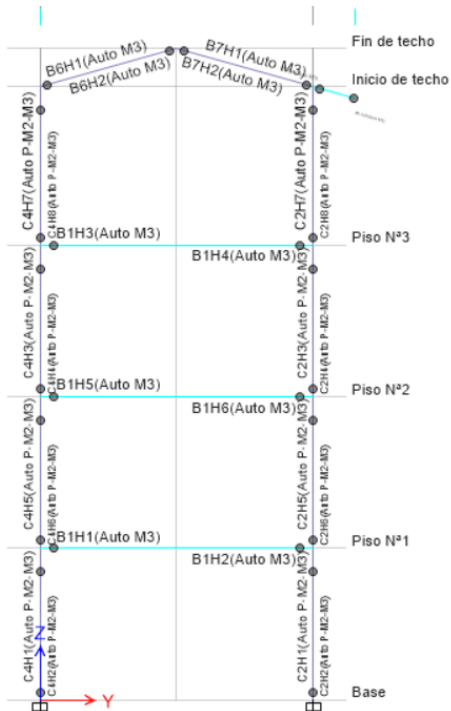 Fin de techo
B6H1(Auto M3)
B7H1(Auto M3)
B6H2(Auto M3)
B7H2(Auto M3)
Inicio de techo
C4H7(Auto P-M2-M3)
C4H8(Auto P-M2-M3)
C2H7(Auto P-M2-M3)
C2H8(Auto P-M2-M3)
B1H3(Auto M3)
B1H4(Auto M3)
Piso Nª3
C4H3(Auto P-M2-M3)
C4H4(Auto P-M2-M3)
C2H3(Auto P-M2-M3)
C2H4(Auto P-M2-M3)
B1H5(Auto M3)
B1H6(Auto M3)
Piso Nª2
C4H5(Auto P-M2-M3)
C4H6(Auto P-M2-M3)
C2H5(Auto P-M2-M3)
C2H6(Auto P-M2-M3)
B1H1(Auto M3)
B1H2(Auto M3)
Piso Nª1
C4H1(Auto P-M2-M3)
C4H2(Auto P-M2-M3)
C2H1(Auto P-M2-M3)
C2H2(Auto P-M2-M3)
Z
Y
Base